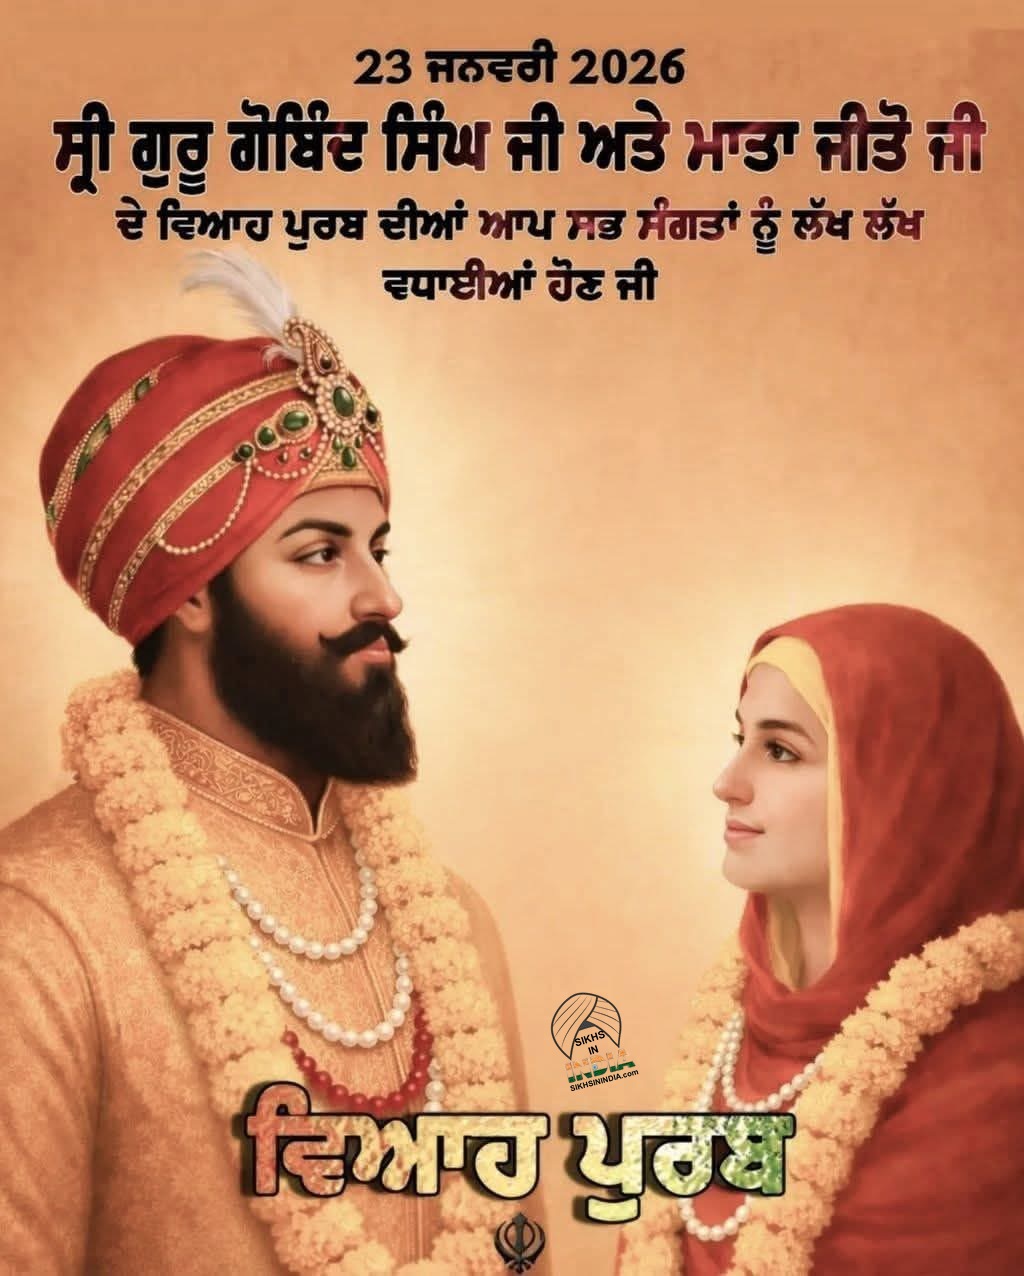 23 ਜਨਵਰੀ 2026
ਸ੍ਰੀ ਗੁਰੂ ਗੋਬਿੰਦ ਸਿੰਘ ਜੀ ਅਤੇ ਮਾਤਾ ਜੀਤੋ ਜੀ
ਦੇ ਵਿਆਹ ਪੁਰਬ ਦੀਆਂ ਆਪ ਸਭ ਸੰਗਤਾਂ ਨੂੰ ਲੱਖ ਲੱਖ
ਵਧਾਈਆਂ ਹੋਣ ਜੀ
SIKHS
IN
INDIA
SIKHSININDIA.com
ਵਿਆਹ ਪੁਰਬ